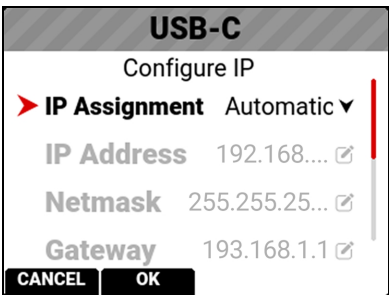 USB-C
Configure IP
IP Assignment Automatic
IP Address 192.168....
Netmask 255.255.25...
Gateway 193.168.1.1
CANCEL OK